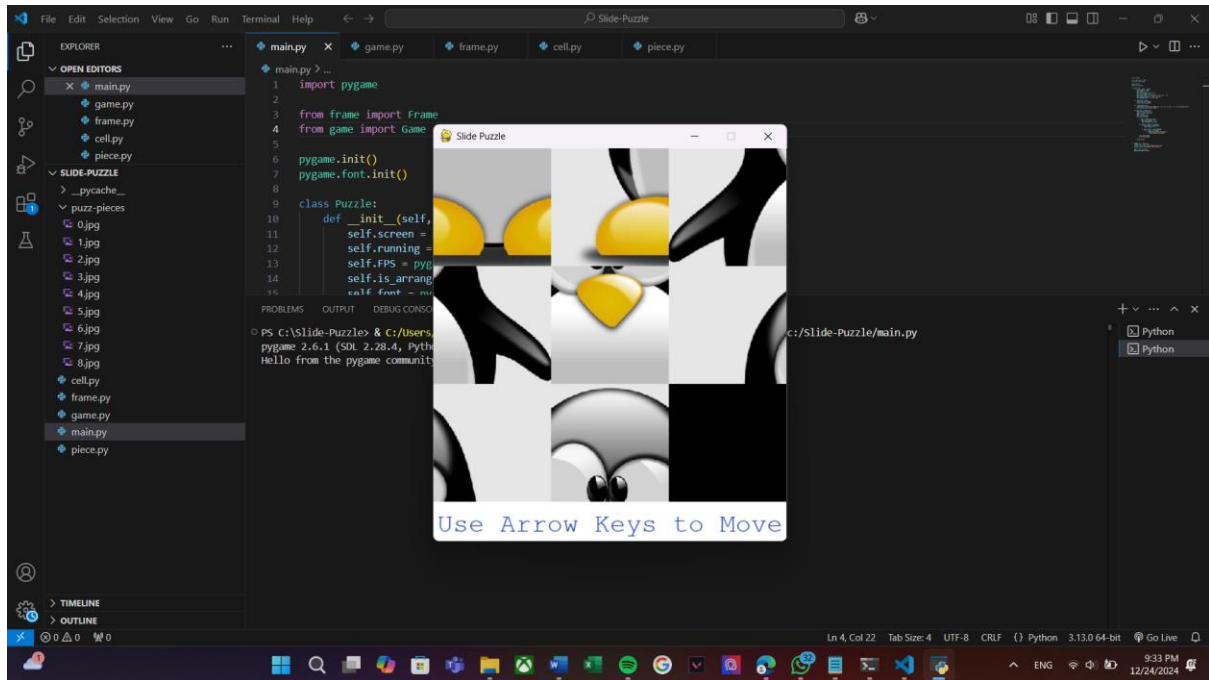 File Edit Selection View Go Run Terminal Help
Slide-Puzzle
EXPLORER
OPEN EDITORS
main.py
game.py
frame.py
cell.py
piece.py
SLIDE-PUZZLE
__pycache__
puzz-pieces
0.jpg
1.jpg
2.jpg
3.jpg
4.jpg
5.jpg
6.jpg
7.jpg
8.jpg
cell.py
frame.py
game.py
main.py
piece.py
TIMELINE
OUTLINE
main.py game.py frame.py cell.py piece.py
main.py > ...
1 import pygame
2
3 from frame import Frame
4 from game import Game
5
6 pygame.init()
7 pygame.font.init()
8
9 class Puzzle:
10 def __init__(self,
11 self.screen =
12 self.running =
13 self.FPS = pyg
14 self.is_arrang
15 self.font = py
PROBLEMS OUTPUT DEBUG CONSO
PS C:\Slide-Puzzle> & C:/Users/ c:/Slide-Puzzle/main.py
pygame 2.6.1 (SDL 2.28.4, Pyth
Hello from the pygame communit
Python
Python
Slide Puzzle
Use Arrow Keys to Move
0 0 0
Ln 4, Col 22 Tab Size: 4 UTF-8 CRLF {} Python 3.13.0 64-bit Go Live
ENG
9:33 PM
12/24/2024